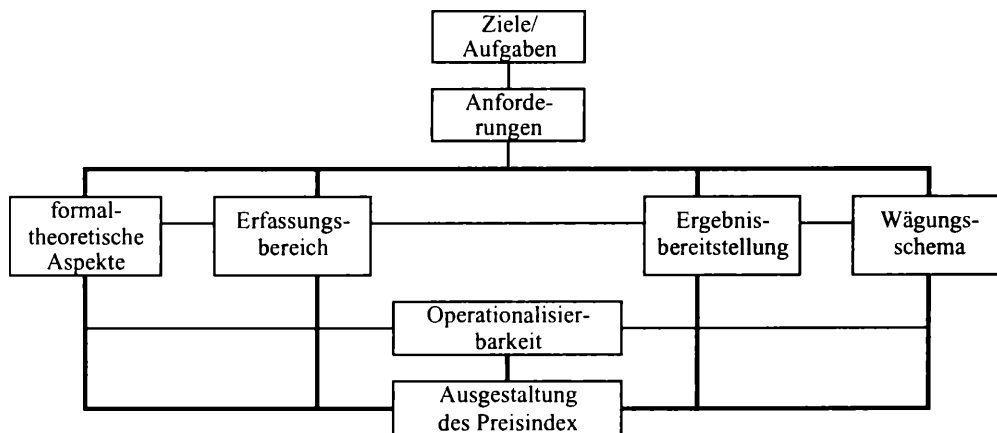 Ziele/
Aufgaben
Anforde-
rungen
formal-
theoretische
Aspekte
Erfassungs-
bereich
Ergebnis-
bereitstellung
Wägungs-
schema
Operationalisier-
barkeit
Ausgestaltung
des Preisindex